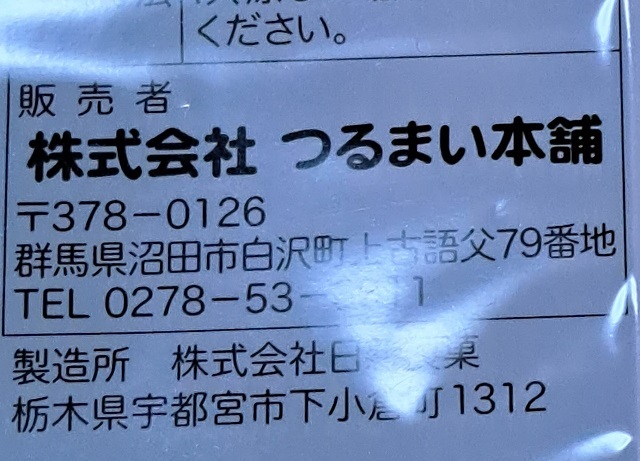 ください。
販売者
株式会社 つるまい本舗
〒378-0126
群馬県沼田市白沢町上古語父79番地
TEL 0278-53-
製造所 株式会社日
栃木県宇都宮市下小倉町1312